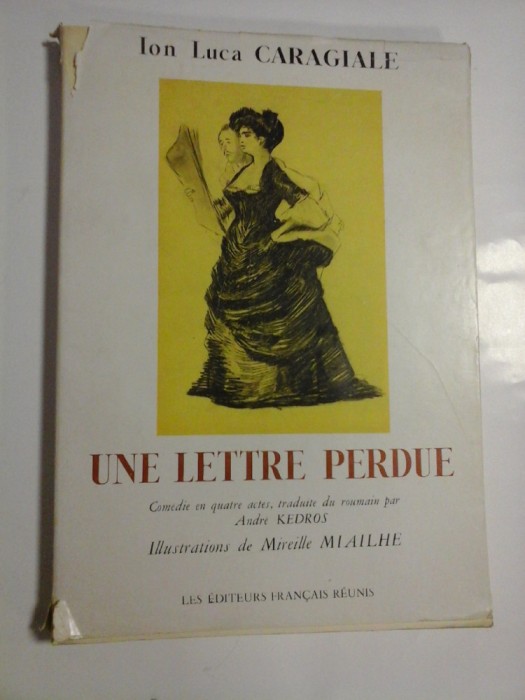 Ion Luca CARAGIALE
UNE LETTRE PERDUE
Comédie en quatre actes, traduite du roumain par
André KEDROS
Illustrations de Mireille MIAILHE
LES ÉDITEURS FRANÇAIS RÉUNIS